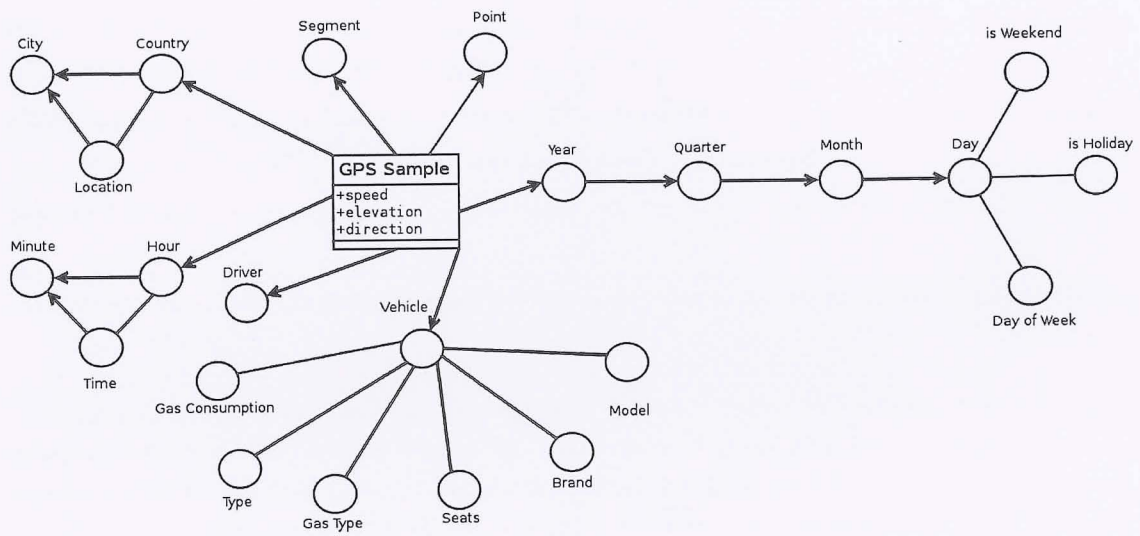 City
Country
Segment
Point
is Weekend
Location
GPS Sample
+speed
+elevation
+direction
Year
Quarter
Month
Day
is Holiday
Minute
Hour
Driver
Vehicle
Day of Week
Time
Gas Consumption
Model
Type
Gas Type
Seats
Brand